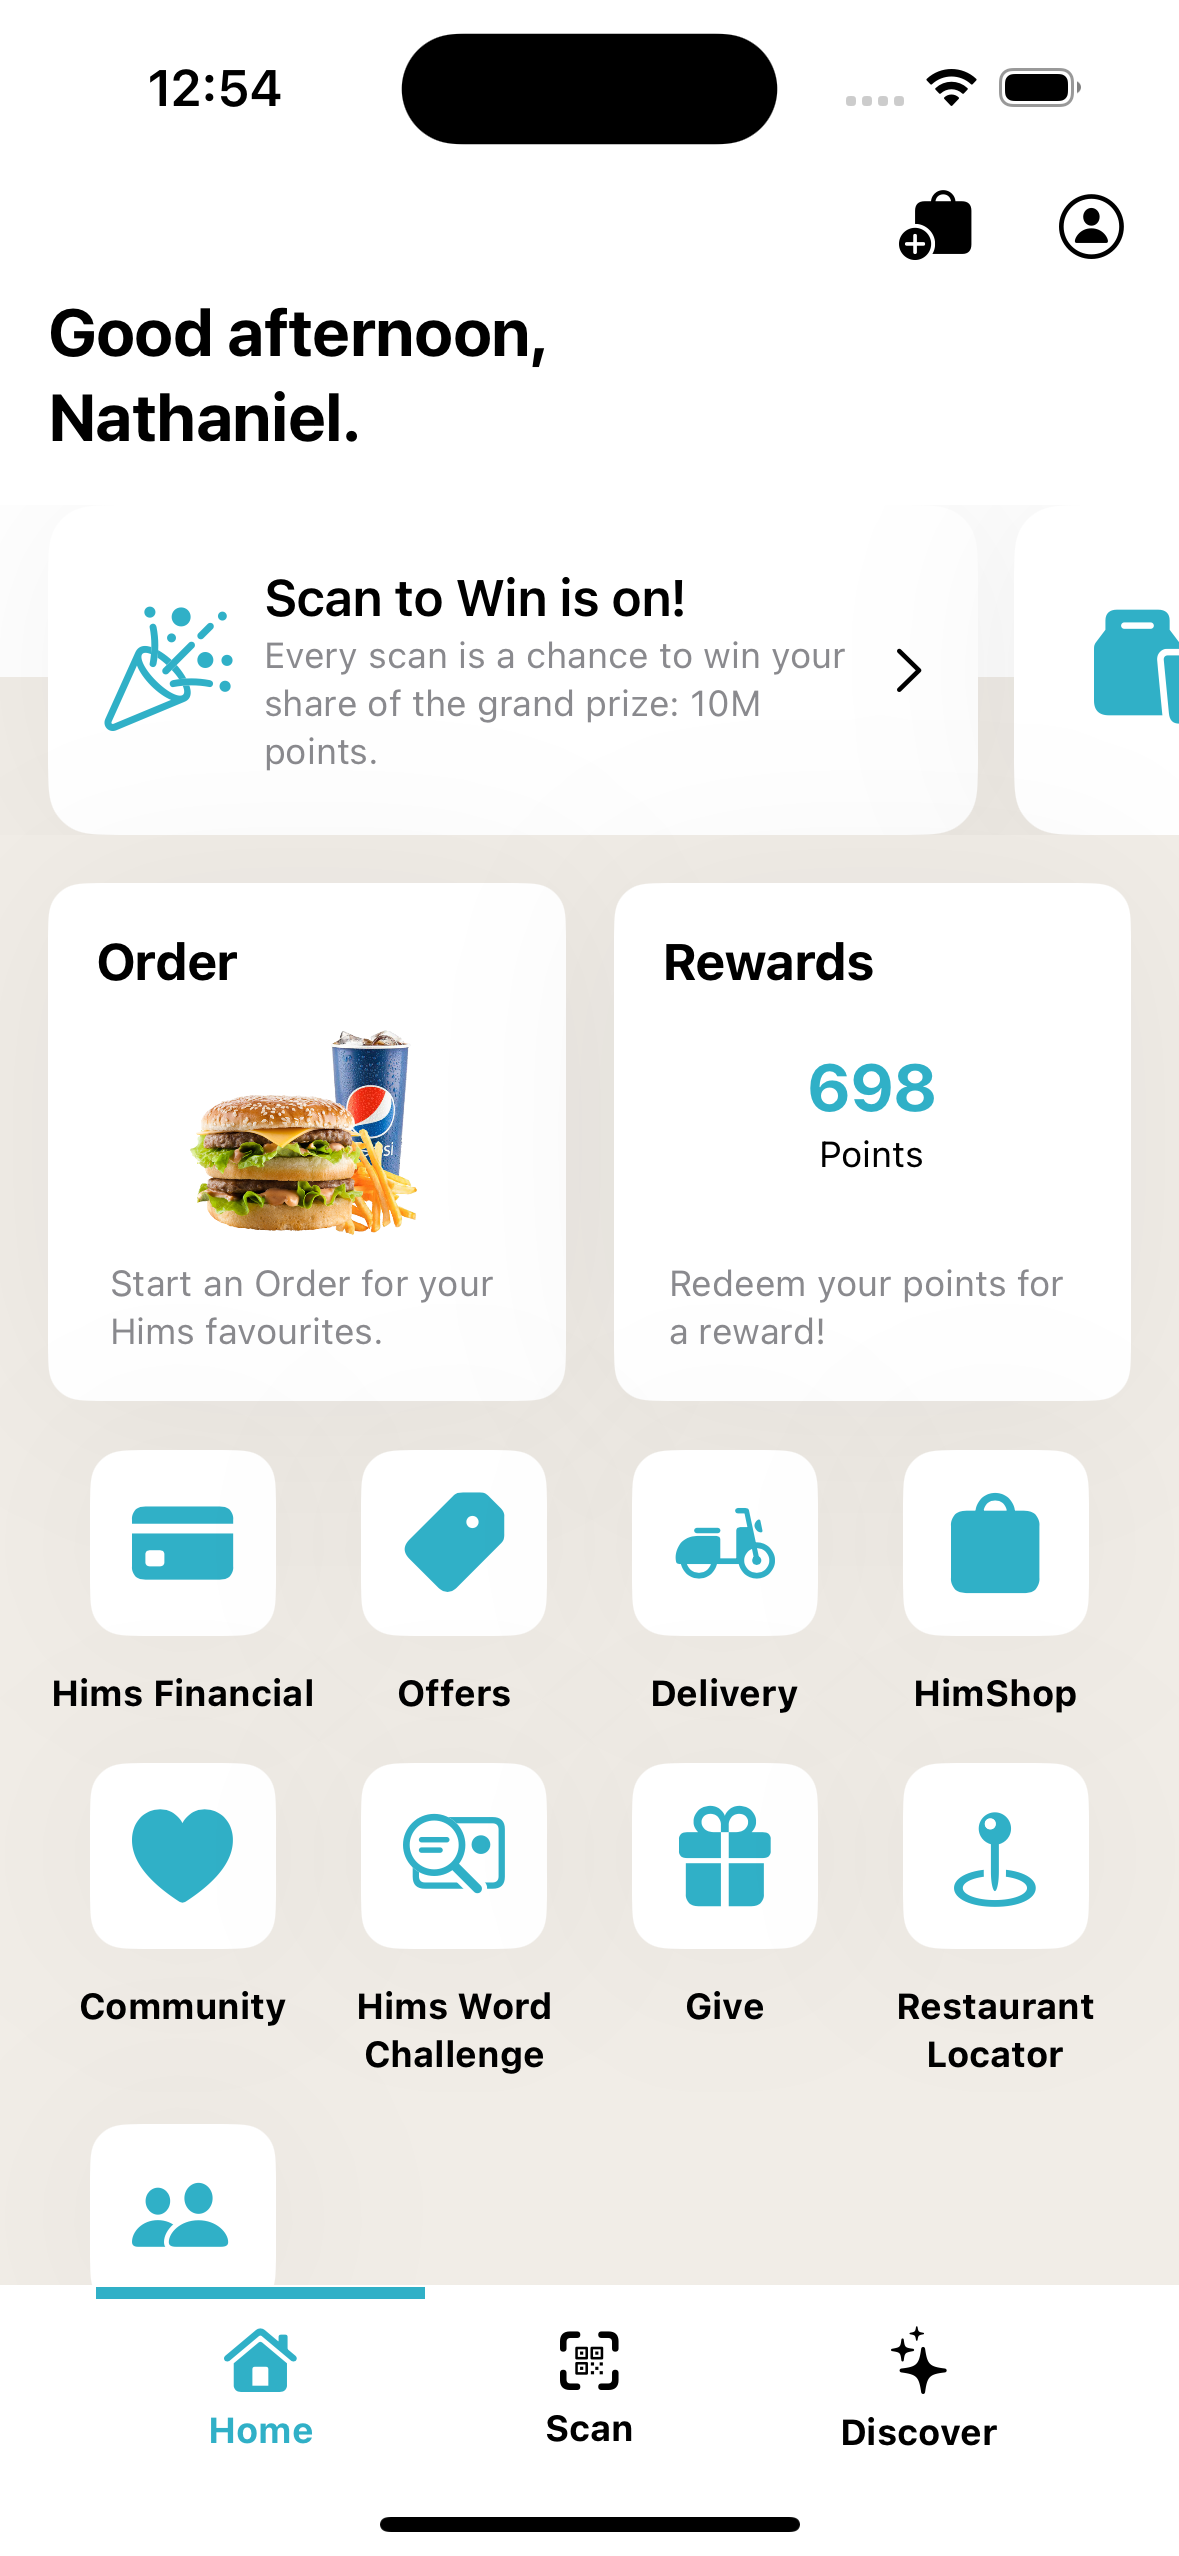 12:54
Good afternoon,
Nathaniel.
Scan to Win is on!
Every scan is a chance to win your
share of the grand prize: 10M
points.
Order
Rewards
698
Points
Start an Order for your
Hims favourites.
Redeem your points for
a reward!
Hims Financial
Offers
Delivery
HimShop
Community
Hims Word
Challenge
Give
Restaurant
Locator
Home
Scan
Discover